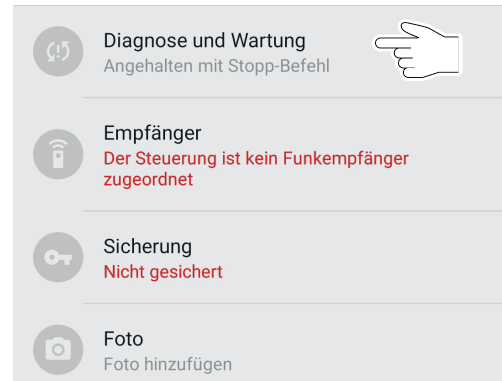 Diagnose und Wartung
Angehalten mit Stopp-Befehl
Empfänger
Der Steuerung ist kein Funkempfänger
zugeordnet
Sicherung
Nicht gesichert
Foto
Foto hinzufügen